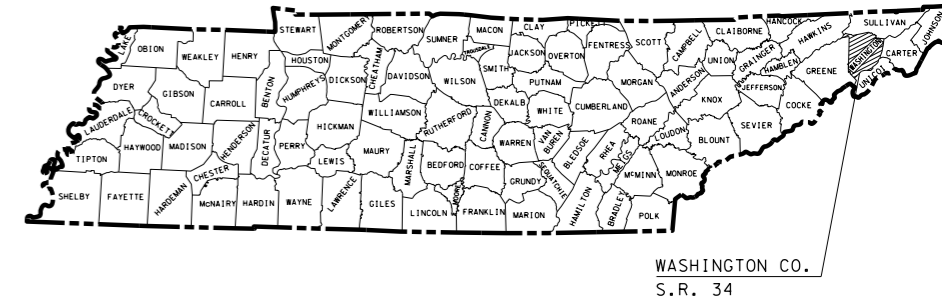 STEWART
MONTGOMERY
ROBERTSON
SUMNER
MACON
CLAY
PICKETT
HANCOCK
SULLIVAN
JOHNSON
LAKE
OBION
WEAKLEY
HENRY
HOUSTON
CHEATHAM
TROUSDALE
JACKSON
OVERTON
FENTRESS
SCOTT
CAMPBELL
CLAIBORNE
UNION
GRAINGER
HAWKINS
HAMBLEN
GREENE
WASHINGTON
CARTER
UNICOI
DYER
GIBSON
CARROLL
BENTON
HUMPHREYS
DICKSON
DAVIDSON
WILSON
SMITH
PUTNAM
MORGAN
ANDERSON
KNOX
JEFFERSON
COCKE
LAUDERDALE
CROCKETT
HAYWOOD
MADISON
HENDERSON
DECATUR
PERRY
HICKMAN
WILLIAMSON
RUTHERFORD
CANNON
DEKALB
WHITE
CUMBERLAND
ROANE
LOUDON
BLOUNT
SEVIER
TIPTON
CHESTER
LEWIS
MAURY
MARSHALL
BEDFORD
COFFEE
WARREN
VAN
BUREN
BLEDSOE
RHEA
MEIGS
McMINN
MONROE
SHELBY
FAYETTE
HARDEMAN
McNAIRY
HARDIN
WAYNE
LAWRENCE
GILES
LINCOLN
MOORE
FRANKLIN
GRUNDY
MARION
SEQUATCHIE
HAMILTON
BRADLEY
POLK
WASHINGTON CO.
S.R. 34